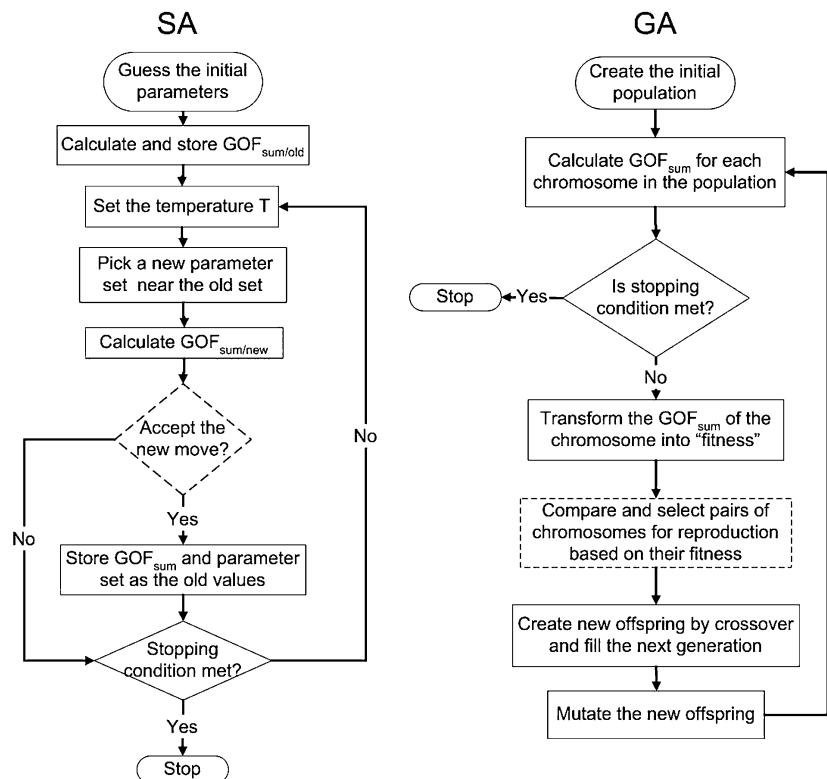 SA
Guess the initial
parameters
Calculate and store GOFsum/old
Set the temperature T
Pick a new parameter
set near the old set
Calculate GOFsum/new
Accept the
new move?
No
No
Yes
Store GOFsum and parameter
set as the old values
Stopping
condition met?
Yes
Stop
GA
Create the initial
population
Calculate GOFsum for each
chromosome in the population
Is stopping
condition met?
Yes
Stop
No
Transform the GOFsum of the
chromosome into “fitness”
Compare and select pairs of
chromosomes for reproduction
based on their fitness
Create new offspring by crossover
and fill the next generation
Mutate the new offspring